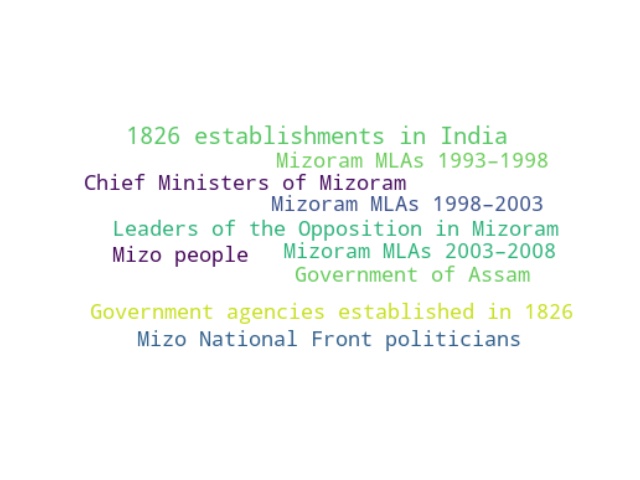 1826 establishments in India
Mizoram MLAs 1993–1998
Chief Ministers of Mizoram
Mizoram MLAs 1998–2003
Leaders of the Opposition in Mizoram
Mizo people
Mizoram MLAs 2003–2008
Government of Assam
Government agencies established in 1826
Mizo National Front politicians